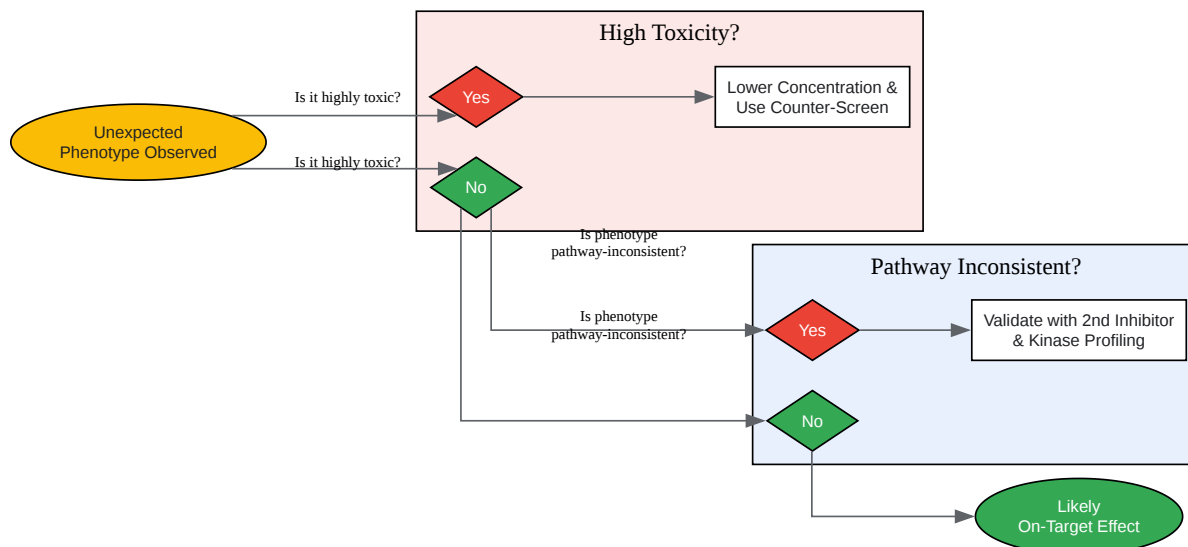 High Toxicity?
Is it highly toxic?
Yes
Lower Concentration &
Use Counter-Screen
Unexpected
Phenotype Observed
Is it highly toxic?
No
Is phenotype
pathway-inconsistent?
Pathway Inconsistent?
Is phenotype
pathway-inconsistent?
Yes
Validate with 2nd Inhibitor
& Kinase Profiling
No
Likely
On-Target Effect